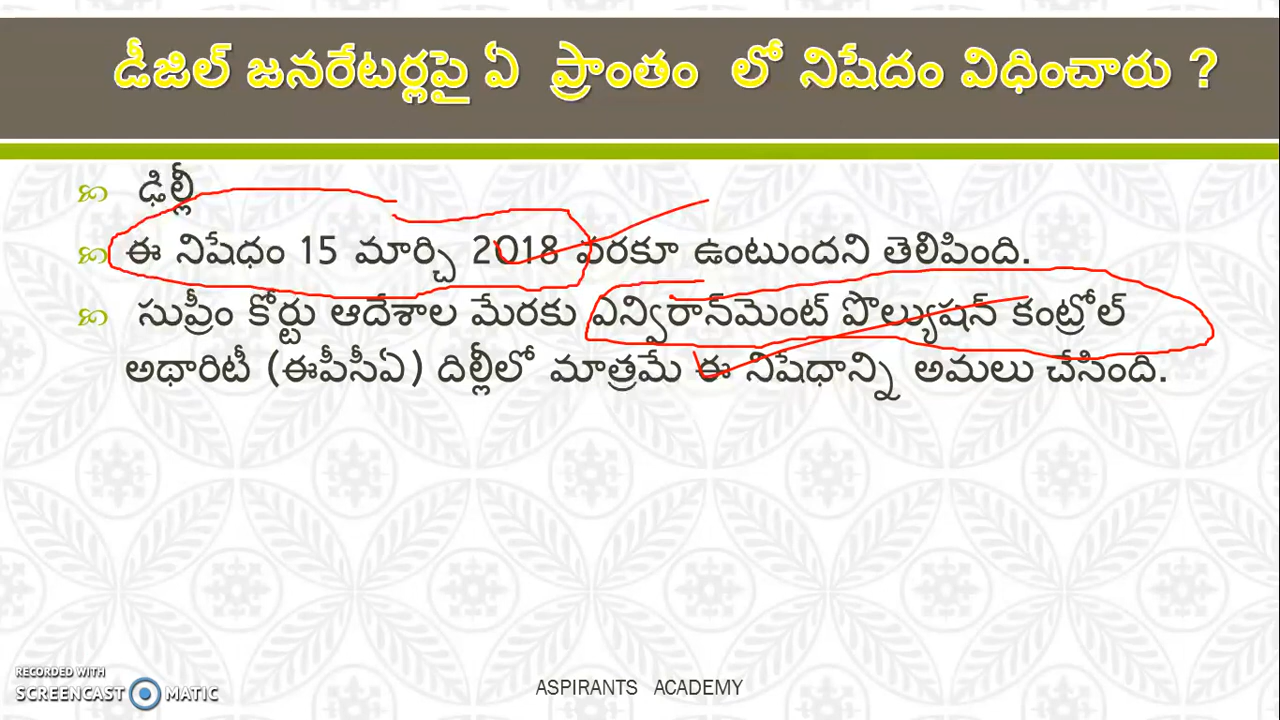 డీజిల్ జనరేటర్లపై ఏ ప్రాంతం లో నిషేదం విధించారు ?
ఢిల్లీ
ఈ నిషేధం 15 మార్చి 2018 వరకూ ఉంటుందని తెలిపింది.
సుప్రీం కోర్టు ఆదేశాల మేరకు ఎన్విరాన్‌మెంట్ పొల్యుషన్ కంట్రోల్
అథారిటీ (ఈపీసీఏ) దిల్లీలో మాత్రమే ఈ నిషేధాన్ని అమలు చేసింది.
RECORDED WITH
SCREENCAST MATIC
ASPIRANTS ACADEMY